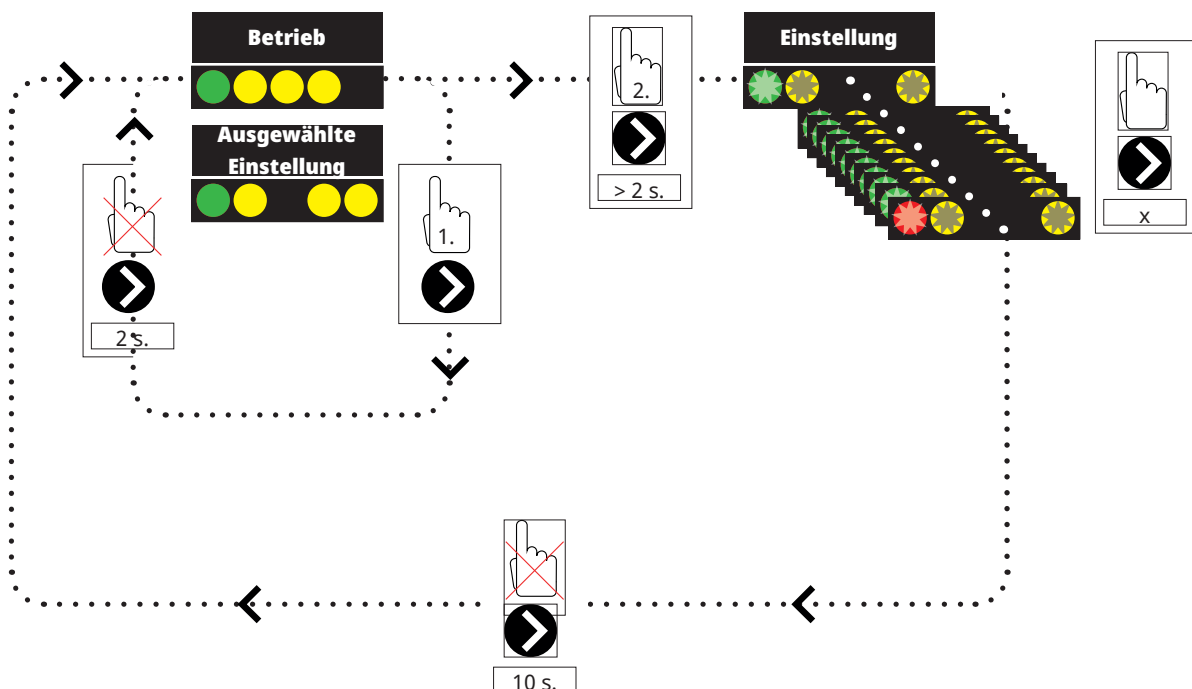 Betrieb
Ausgewählte
Einstellung
2 s.
1.
2.
> 2 s.
Einstellung
x
10 s.